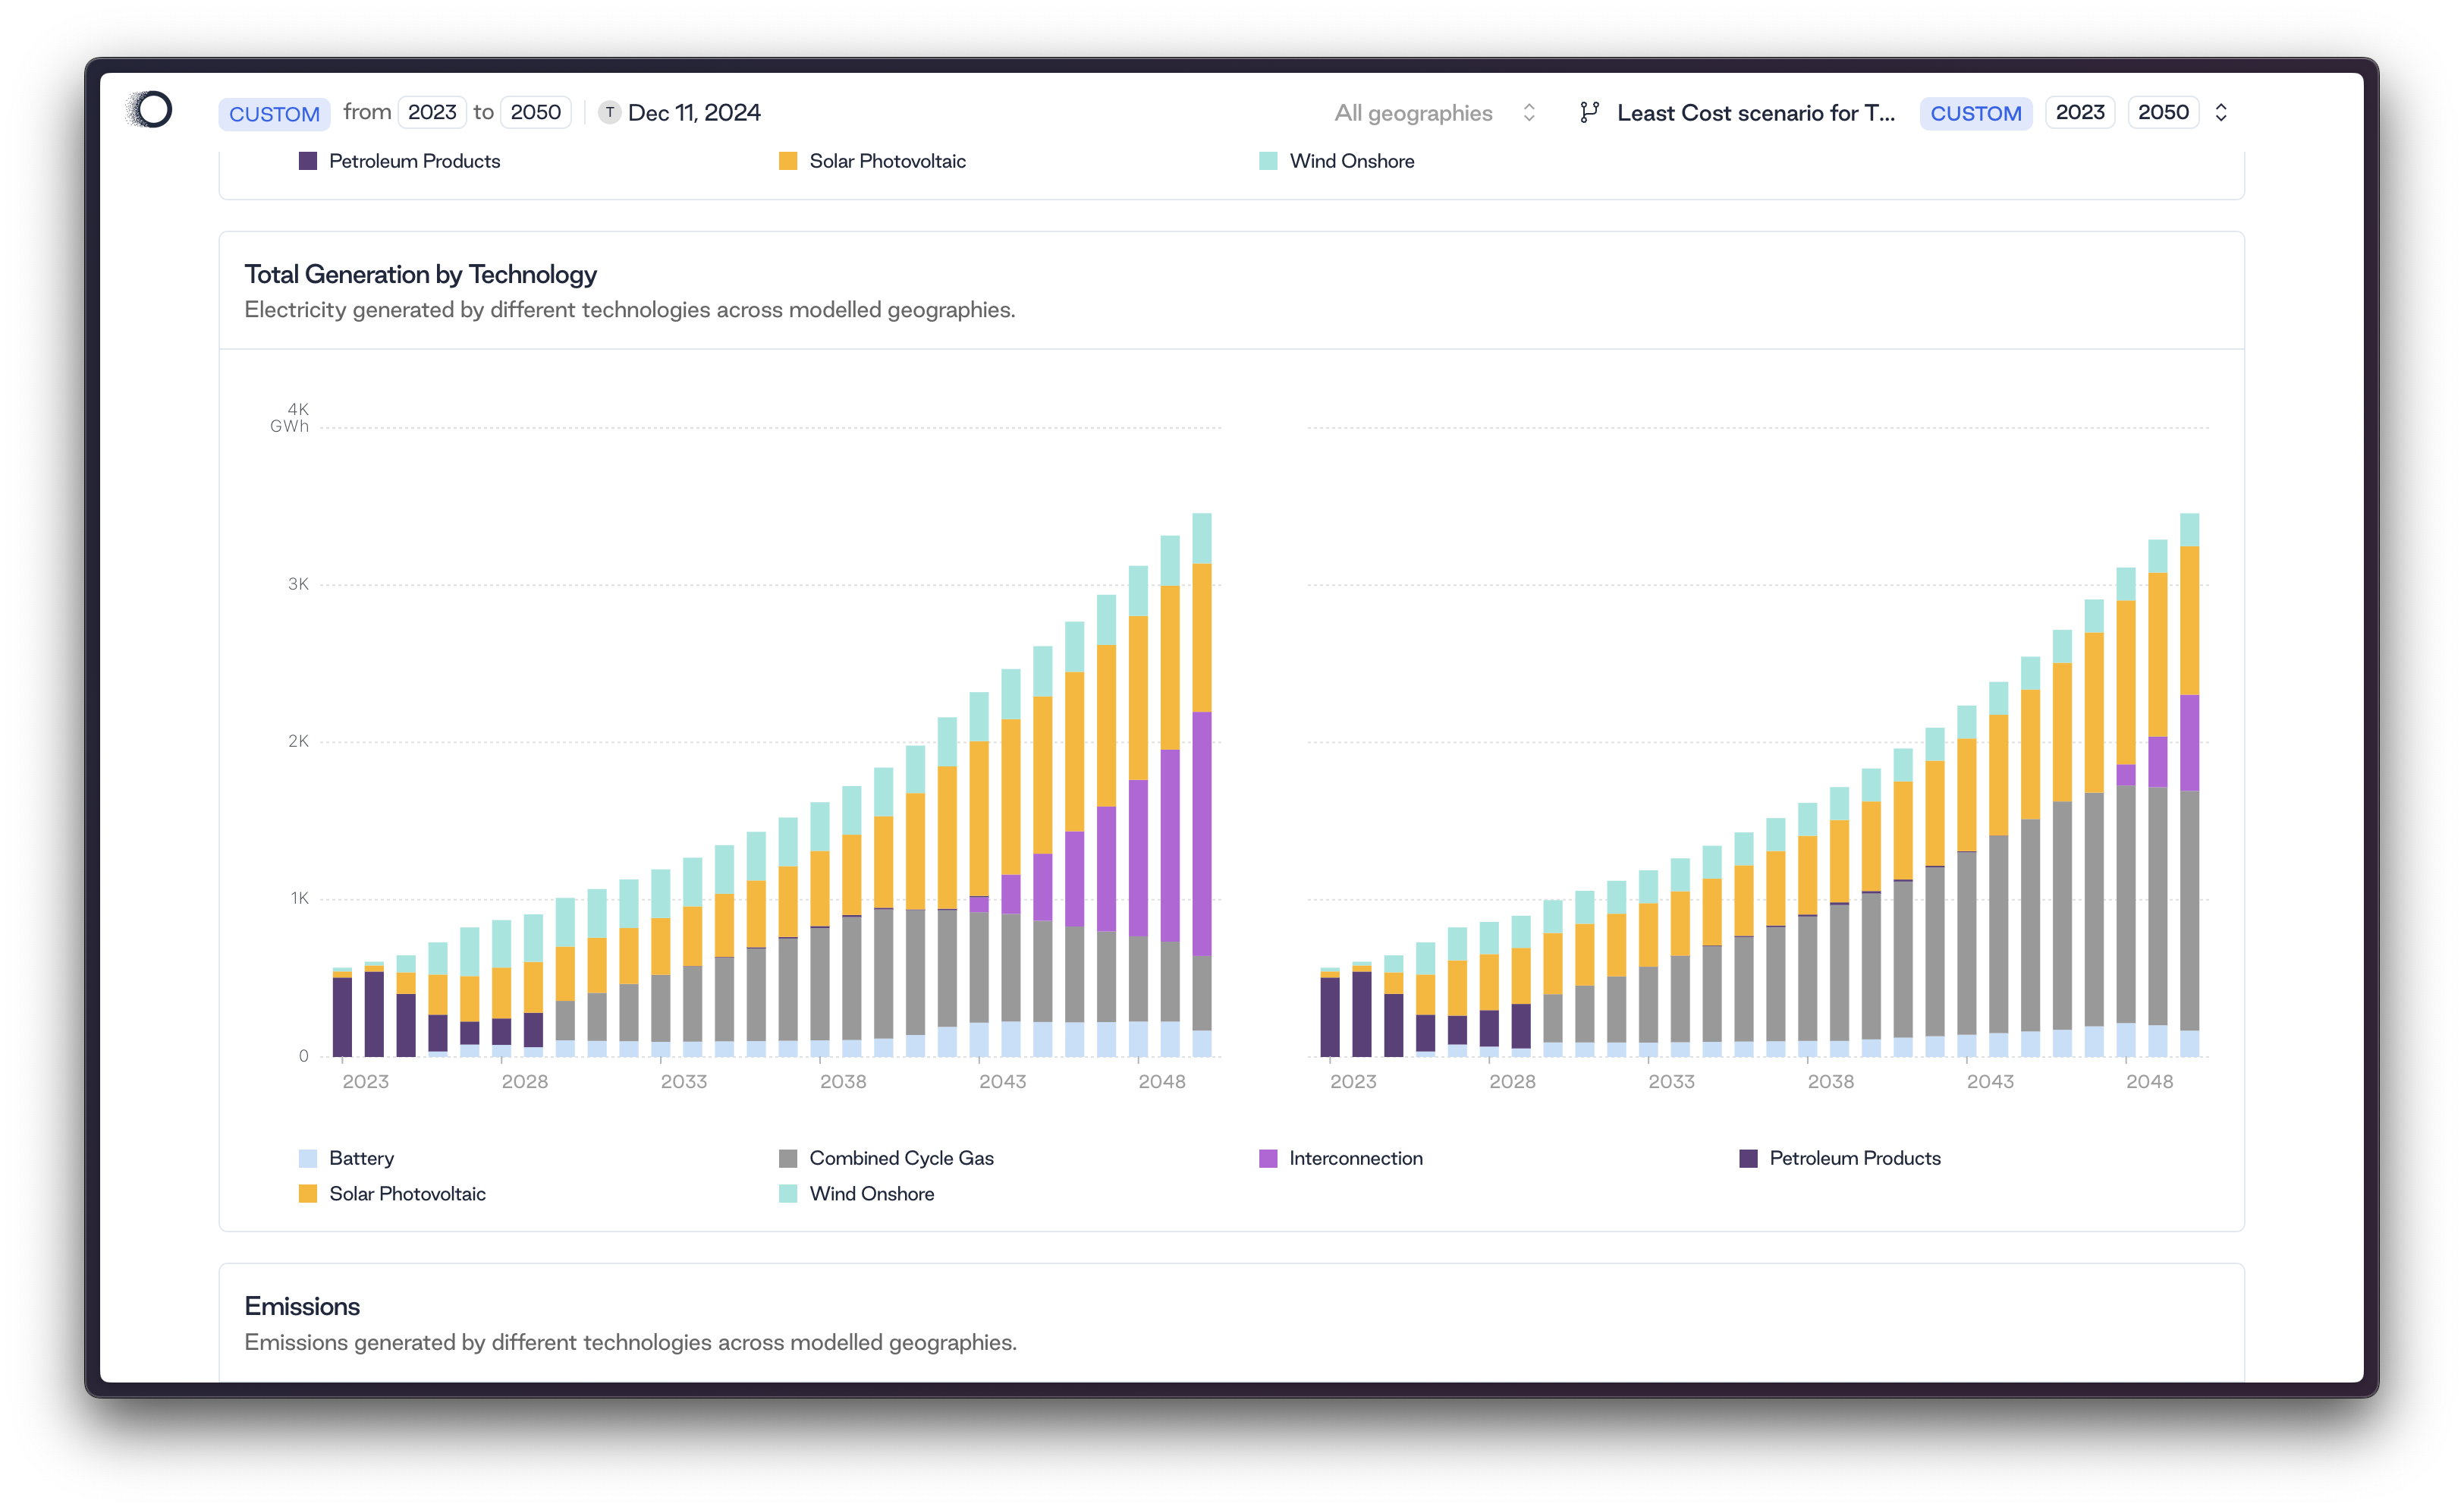 CUSTOM from 2023 to 2050 T Dec 11, 2024 All geographies Least Cost scenario for T... CUSTOM 2023 2050
Petroleum Products Solar Photovoltaic Wind Onshore
Total Generation by Technology
Electricity generated by different technologies across modelled geographies.
4K
GWh
3K
2K
1K
0
2023 2028 2033 2038 2043 2048 2023 2028 2033 2038 2043 2048
Battery Combined Cycle Gas Interconnection Petroleum Products
Solar Photovoltaic Wind Onshore
Emissions
Emissions generated by different technologies across modelled geographies.